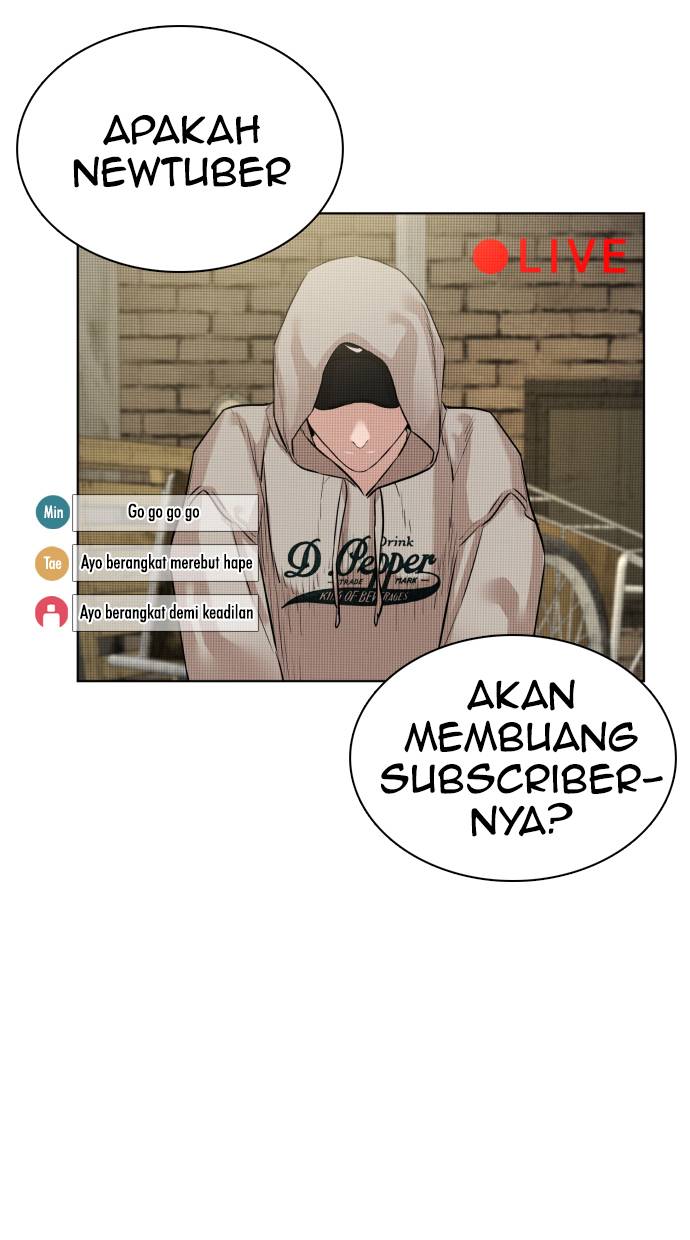 APAKAH
NEWTUBER
LIVE
Min
Go go go go
Tae
Ayo berangkat merebut hape
Ayo berangkat demi keadilan
Drink
D.Pepper
TRADE MARK
KING OF BEVERAGES
AKAN
MEMBUANG
SUBSCRIBER-
NYA?